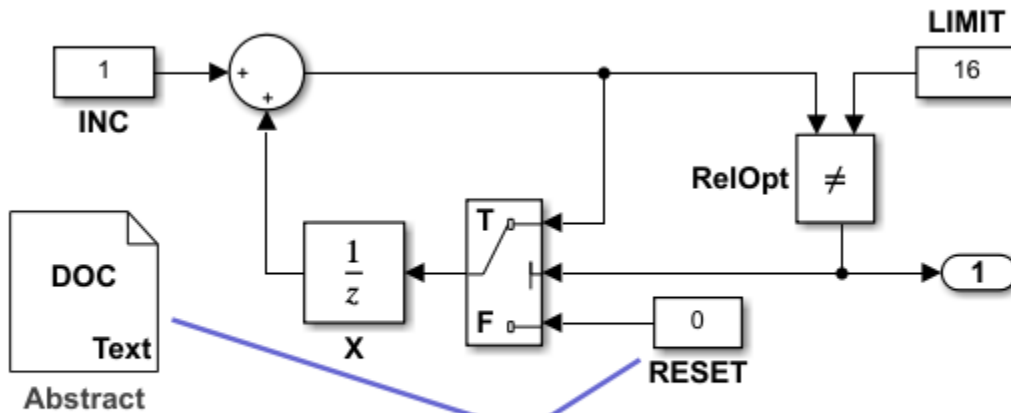 LIMIT
1
+
+
16
INC
RelOpt
≠
T
DOC
1
z
1
F
0
Text
X
RESET
Abstract